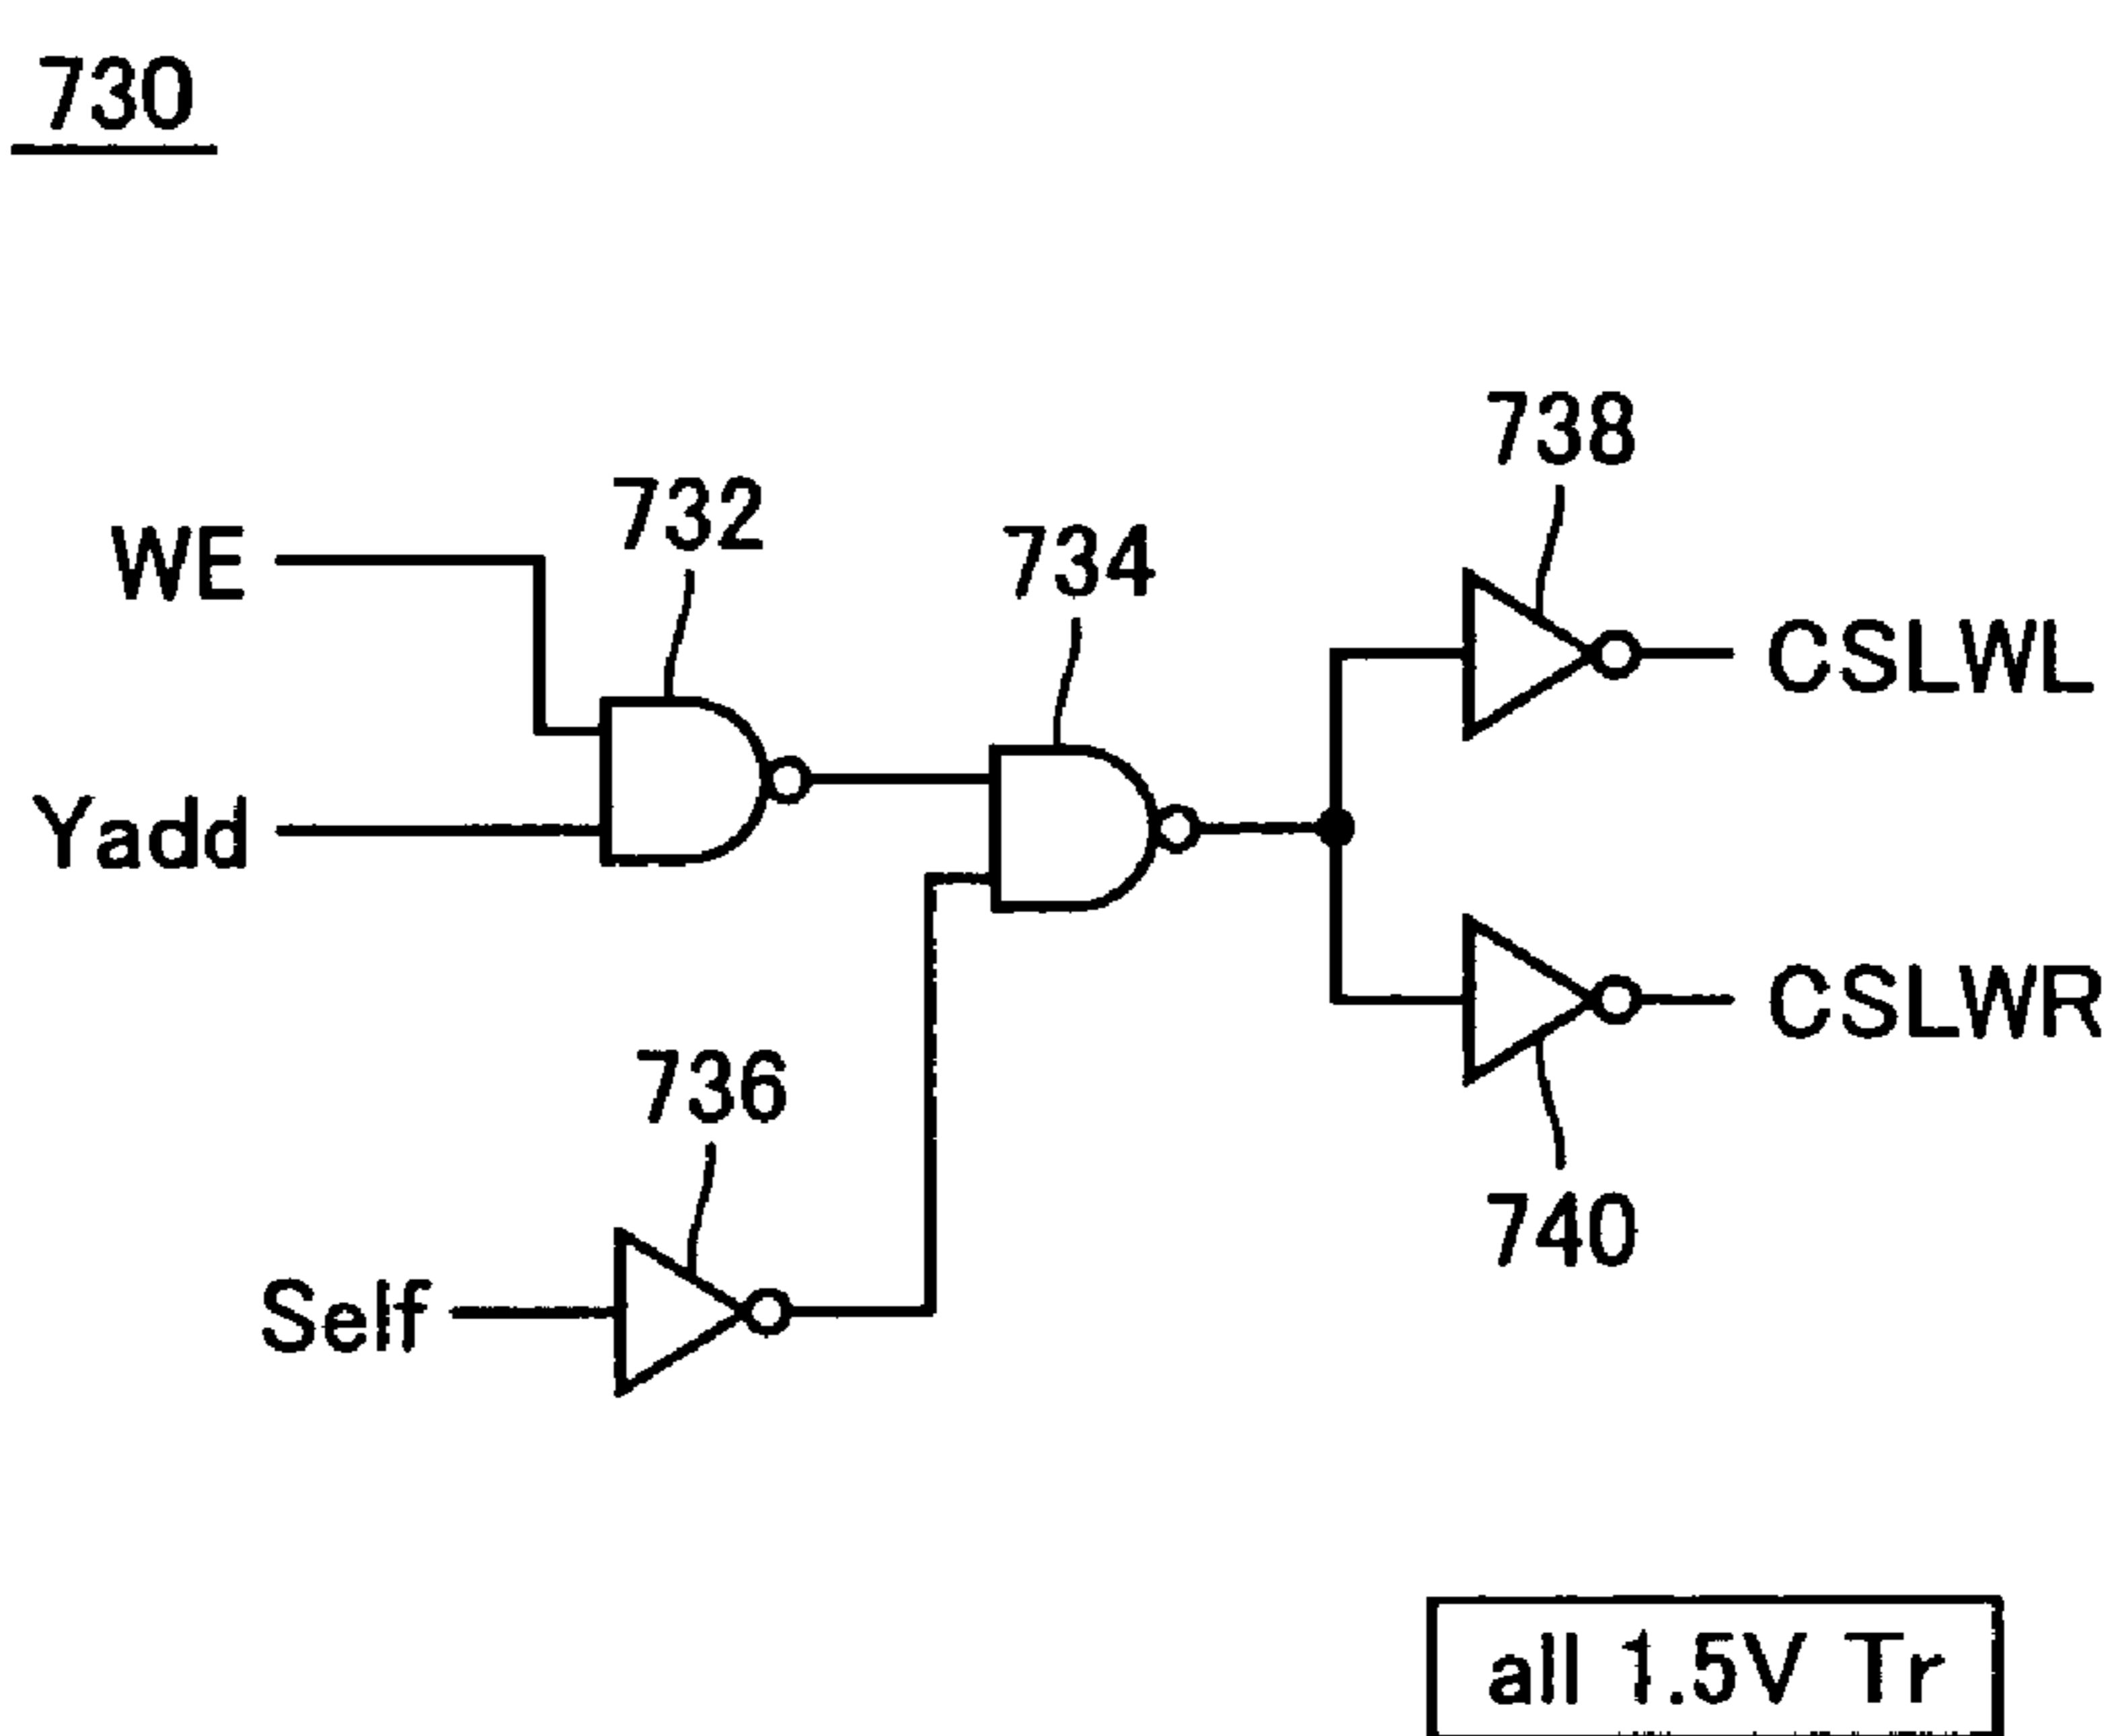 730
738
732
734
WE
CSLWL
Yadd
CSLWR
736
740
Self
all 1.5V Tr